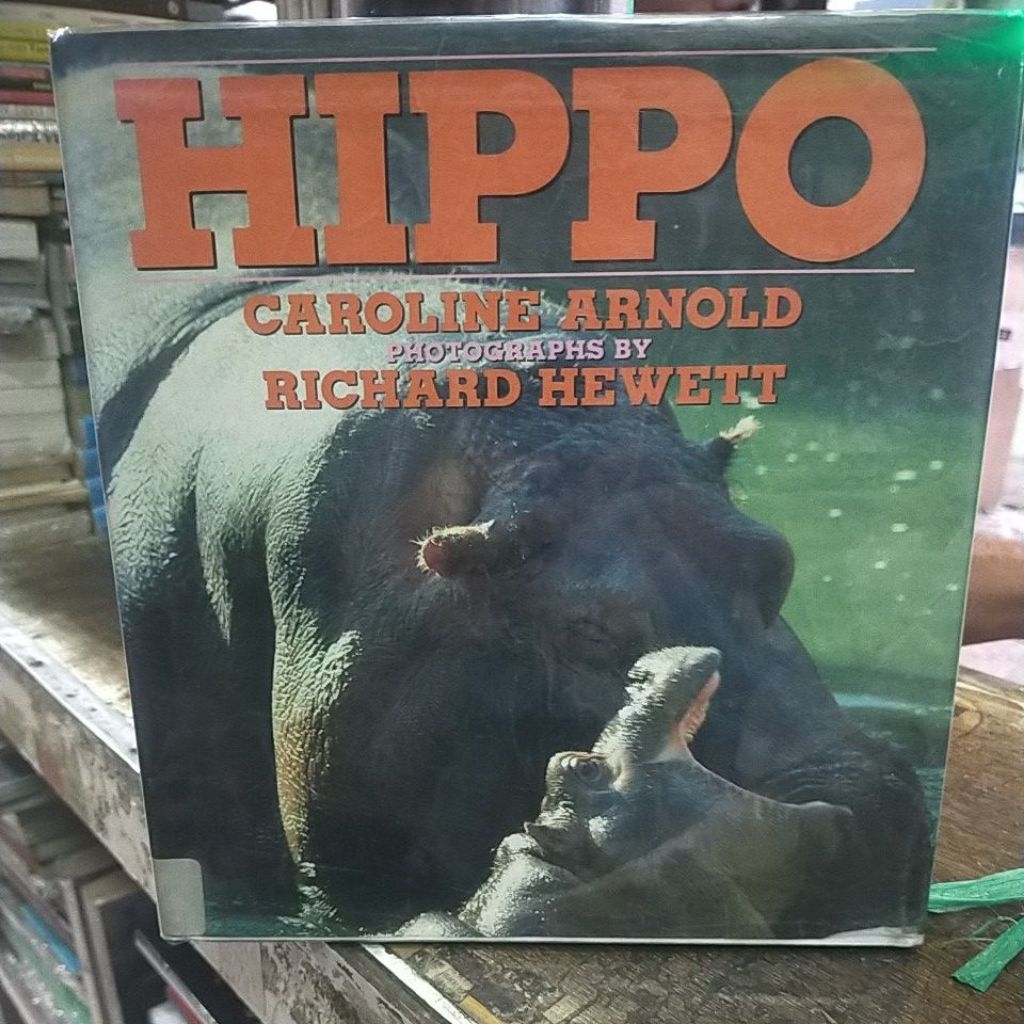 HIPPO
CAROLINE ARNOLD
PHOTOGRAPHS BY
RICHARD HEWETT